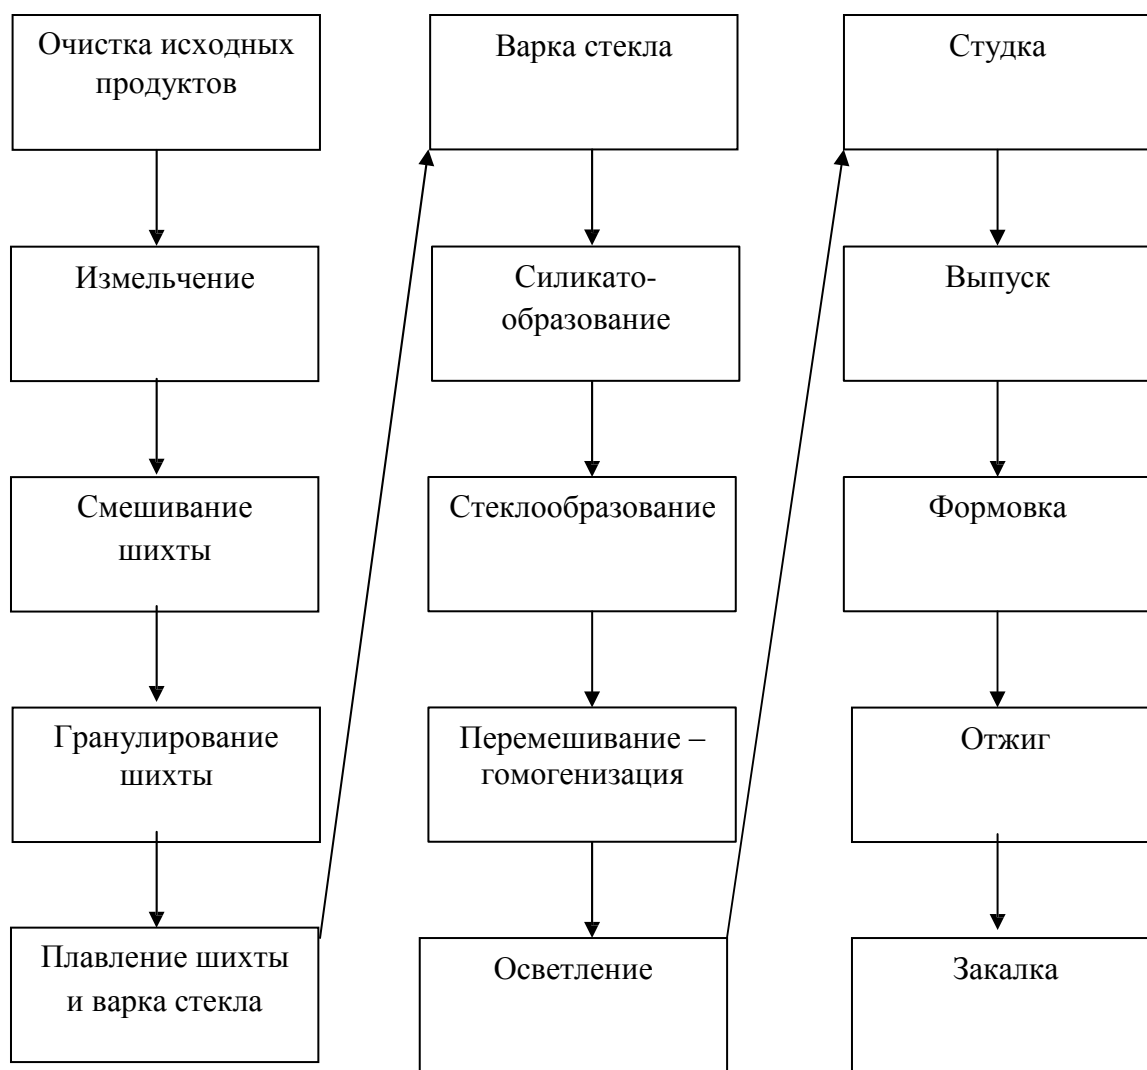 Очистка исходных
продуктов
Измельчение
Смешивание
шихты
Гранулирование
шихты
Плавление шихты
и варка стекла
Варка стекла
Силикато-
образование
Стеклообразование
Перемешивание –
гомогенизация
Осветление
Студка
Выпуск
Формовка
Отжиг
Закалка